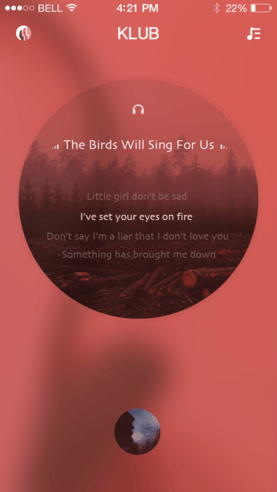 BELL 4:21 PM 22%
KLUB
The Birds Will Sing For Us
Little girl don't be sad
I've set your eyes on fire
Don't say I'm a liar that I don't love you
Something has brought me down